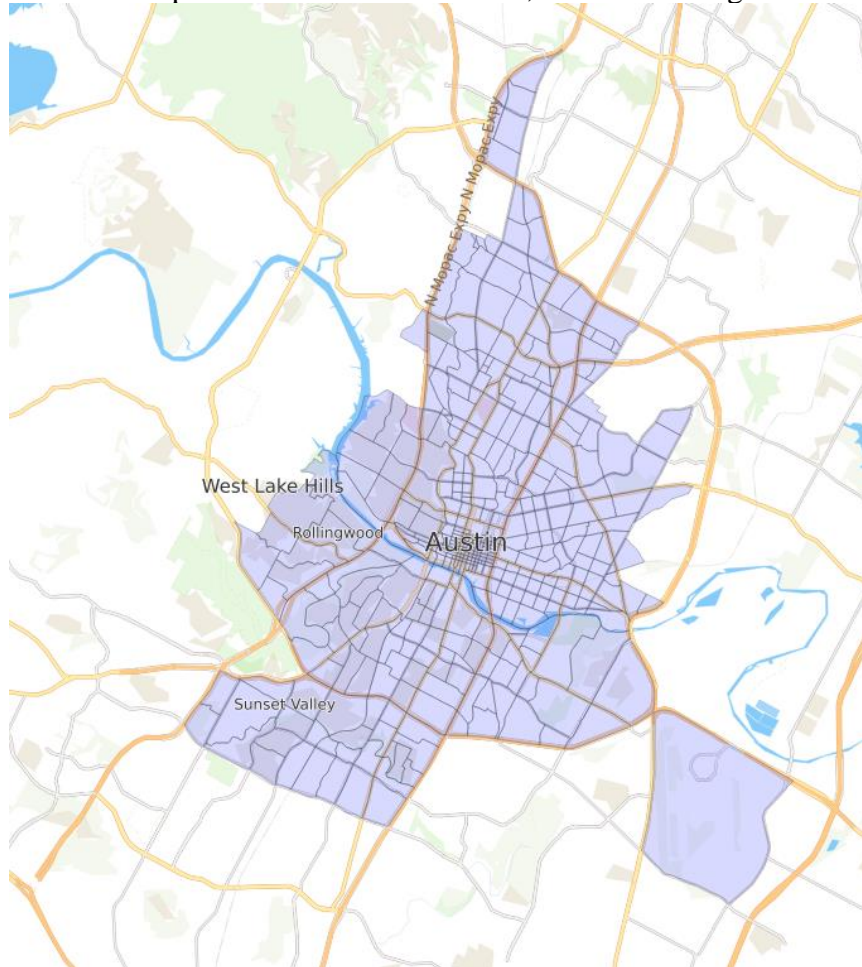 N Mopac Expy
N Mopac Expy
West Lake Hills
Rollingwood
Austin
Sunset Valley